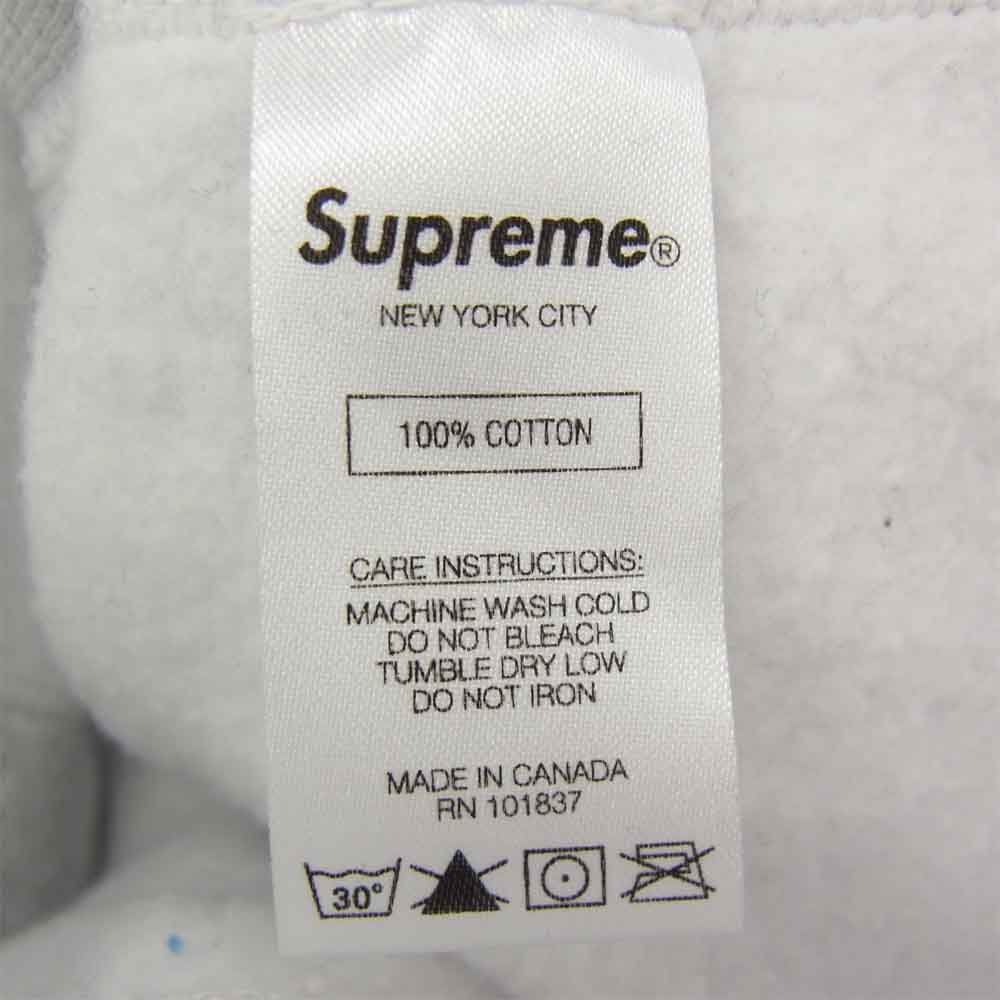 Supreme®
NEW YORK CITY
100% COTTON
CARE INSTRUCTIONS:
MACHINE WASH COLD
DO NOT BLEACH
TUMBLE DRY LOW
DO NOT IRON
MADE IN CANADA
RN 101837
30°